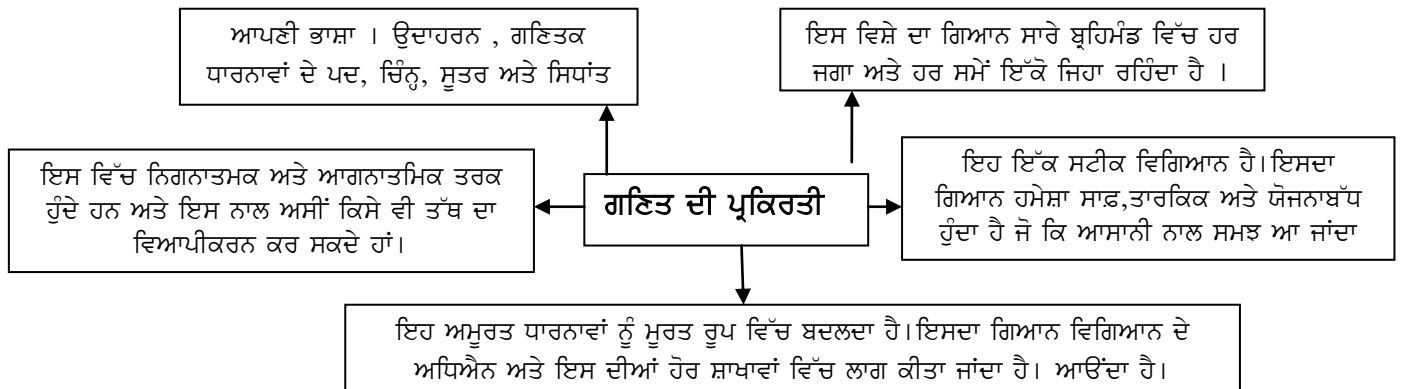 ਆਪਣੀ ਭਾਸ਼ਾ । ਉਦਾਹਰਨ , ਗਣਿਤਕ
ਧਾਰਨਾਵਾਂ ਦੇ ਪਦ, ਚਿੰਨ੍ਹ, ਸੂਤਰ ਅਤੇ ਸਿਧਾਂਤ
ਇਸ ਵਿਸ਼ੇ ਦਾ ਗਿਆਨ ਸਾਰੇ ਬ੍ਰਹਿਮੰਡ ਵਿੱਚ ਹਰ
ਜਗਾ ਅਤੇ ਹਰ ਸਮੇਂ ਇੱਕੋ ਜਿਹਾ ਰਹਿੰਦਾ ਹੈ ।
ਇਸ ਵਿੱਚ ਨਿਗਨਾਤਮਕ ਅਤੇ ਆਗਨਾਤਮਿਕ ਤਰਕ
ਹੁੰਦੇ ਹਨ ਅਤੇ ਇਸ ਨਾਲ ਅਸੀਂ ਕਿਸੇ ਵੀ ਤੱਥ ਦਾ
ਵਿਆਪੀਕਰਨ ਕਰ ਸਕਦੇ ਹਾਂ।
ਗਣਿਤ ਦੀ ਪ੍ਰਕਿਰਤੀ
ਇਹ ਇੱਕ ਸਟੀਕ ਵਿਗਿਆਨ ਹੈ।ਇਸਦਾ
ਗਿਆਨ ਹਮੇਸ਼ਾ ਸਾਫ਼,ਤਾਰਕਿਕ ਅਤੇ ਯੋਜਨਾਬੱਧ
ਹੁੰਦਾ ਹੈ ਜੋ ਕਿ ਆਸਾਨੀ ਨਾਲ ਸਮਝ ਆ ਜਾਂਦਾ
ਇਹ ਅਮੂਰਤ ਧਾਰਨਾਵਾਂ ਨੂੰ ਮੂਰਤ ਰੂਪ ਵਿੱਚ ਬਦਲਦਾ ਹੈ।ਇਸਦਾ ਗਿਆਨ ਵਿਗਿਆਨ ਦੇ
ਅਧਿਐਨ ਅਤੇ ਇਸ ਦੀਆਂ ਹੋਰ ਸ਼ਾਖਾਵਾਂ ਵਿੱਚ ਲਾਗ ਕੀਤਾ ਜਾਂਦਾ ਹੈ। ਆਉਂਦਾ ਹੈ।